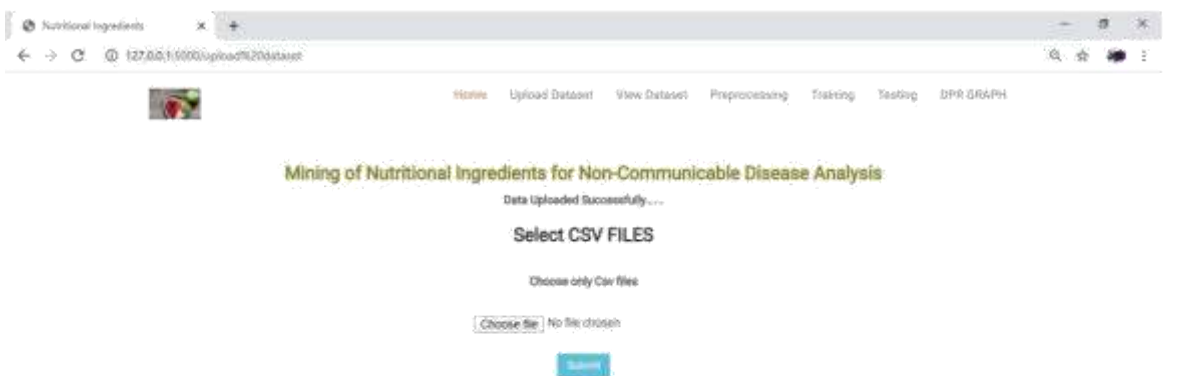 Nutritional Ingredients
127.0.0.1:5000/upload%20dataset
Home Upload Dataset View Dataset Preprocessing Training Testing DPR GRAPH
Mining of Nutritional Ingredients for Non-Communicable Disease Analysis
Data Uploaded Successfully.....
Select CSV FILES
Choose only Csv files
Choose file No file chosen
Submit